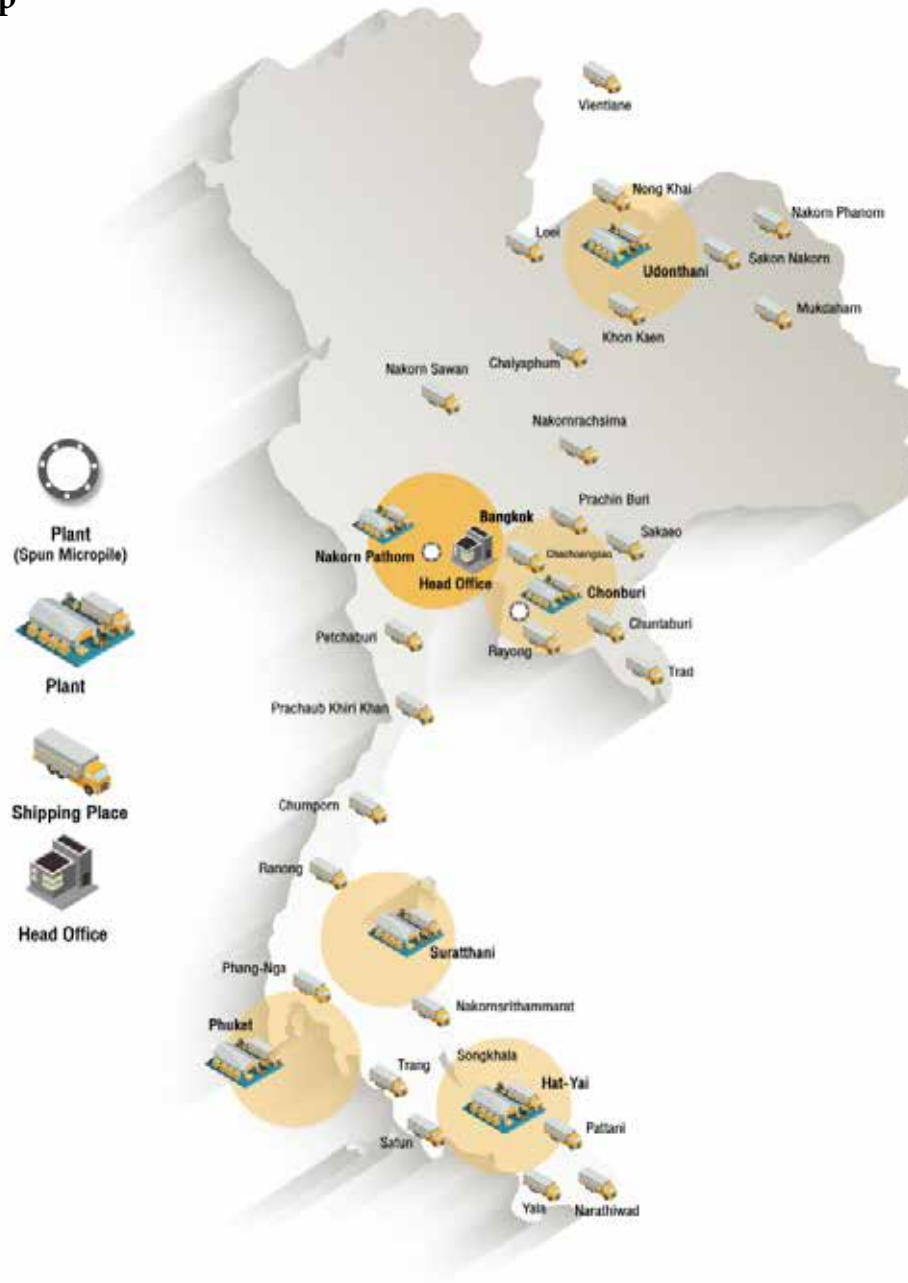 p
Vientiane
Nong Khai
Nakorn Phanom
Loei
Sakon Nakorn
Udonthani
Mukdaharn
Khon Kaen
Chaiyaphum
Nakorn Sawan
Nakornrachsima
Prachin Buri
Bangkok
Sakaeo
Nakorn Pathom
Chachoengsao
Head Office
Chonburi
Chuntaburi
Petchaburi
Rayong
Trad
Prachaub Khiri Khan
Chumporn
Ranong
Suratthani
Phang-Nga
Nakornsrithammarat
Phuket
Songkhala
Trang
Hat-Yai
Pattani
Satun
Yala
Narathiwad
Plant
(Spun Micropile)
Plant
Shipping Place
Head Office